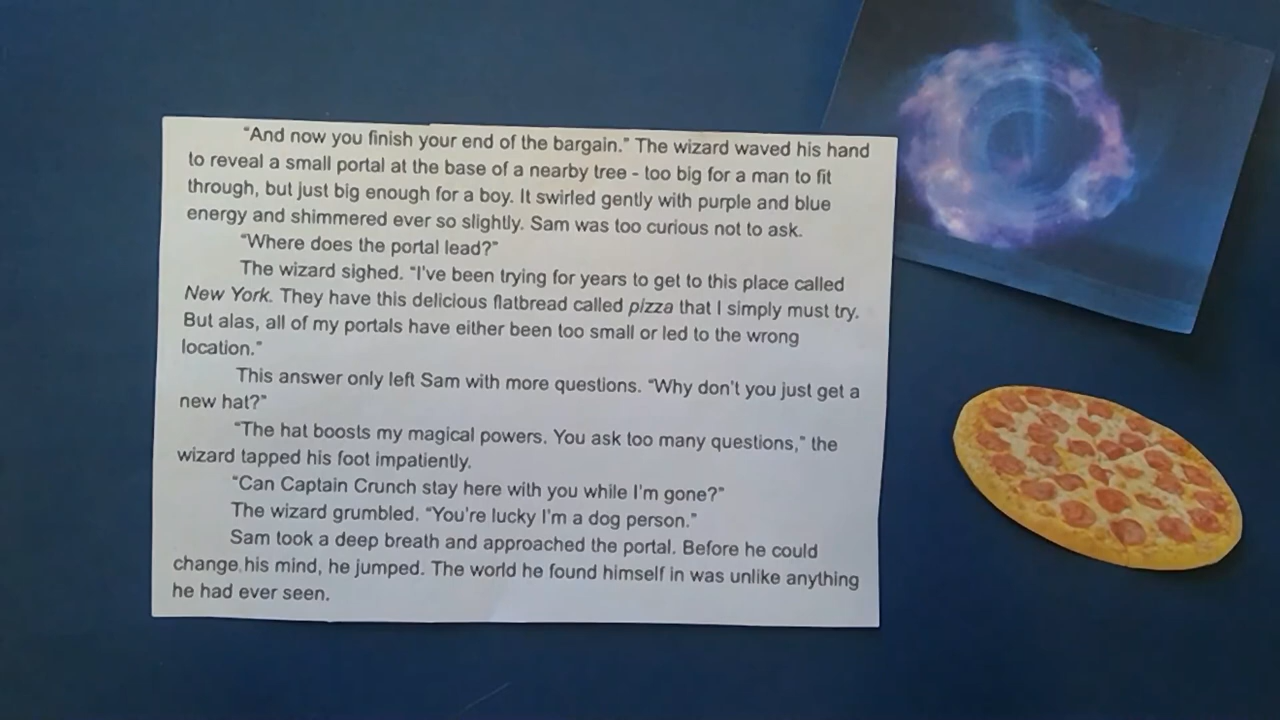 "And now you finish your end of the bargain." The wizard waved his hand
to reveal a small portal at the base of a nearby tree - too big for a man to fit
through, but just big enough for a boy. It swirled gently with purple and blue
energy and shimmered ever so slightly. Sam was too curious not to ask.
"Where does the portal lead?"
The wizard sighed. "I've been trying for years to get to this place called
New York. They have this delicious flatbread called pizza that I simply must try.
But alas, all of my portals have either been too small or led to the wrong
location."
This answer only left Sam with more questions. "Why don't you just get a
new hat?"
"The hat boosts my magical powers. You ask too many questions," the
wizard tapped his foot impatiently.
"Can Captain Crunch stay here with you while I'm gone?"
The wizard grumbled. "You're lucky I'm a dog person."
Sam took a deep breath and approached the portal. Before he could
change his mind, he jumped. The world he found himself in was unlike anything
he had ever seen.